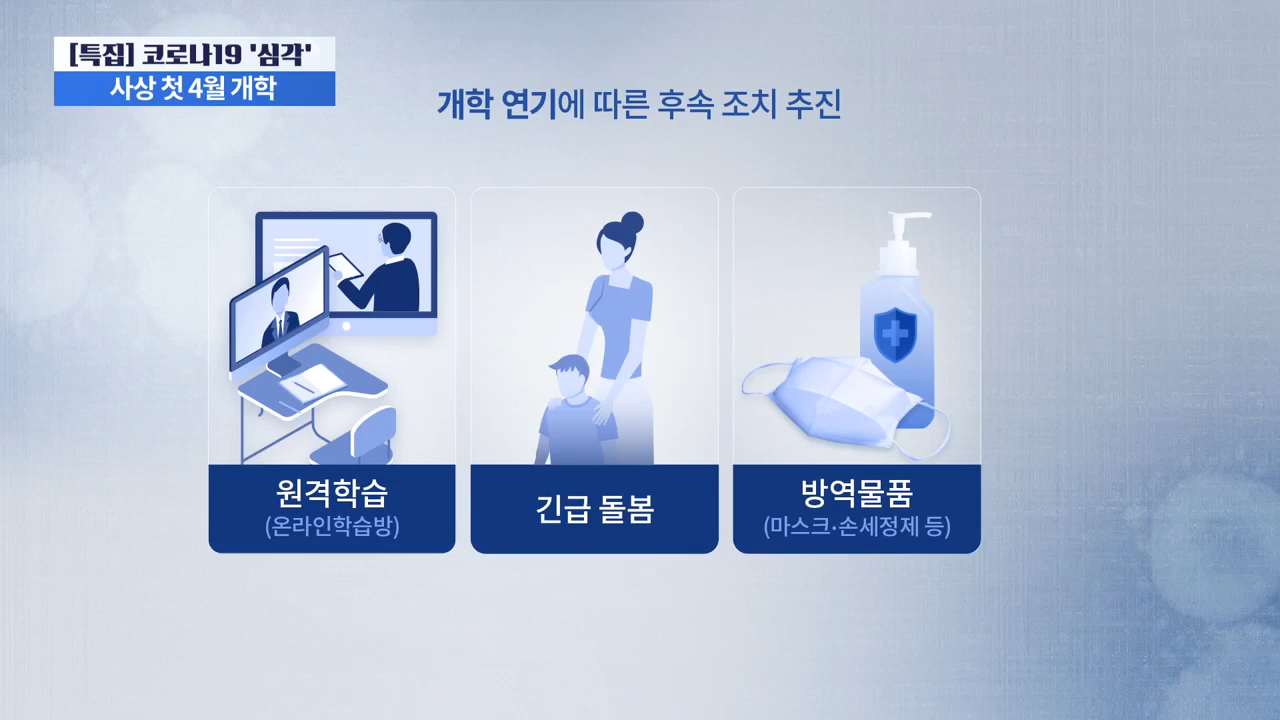 [특집] 코로나19 '심각'
사상 첫 4월 개학
개학 연기에 따른 후속 조치 추진
원격학습
(온라인학습방)
긴급 돌봄
방역물품
(마스크·손세정제 등)